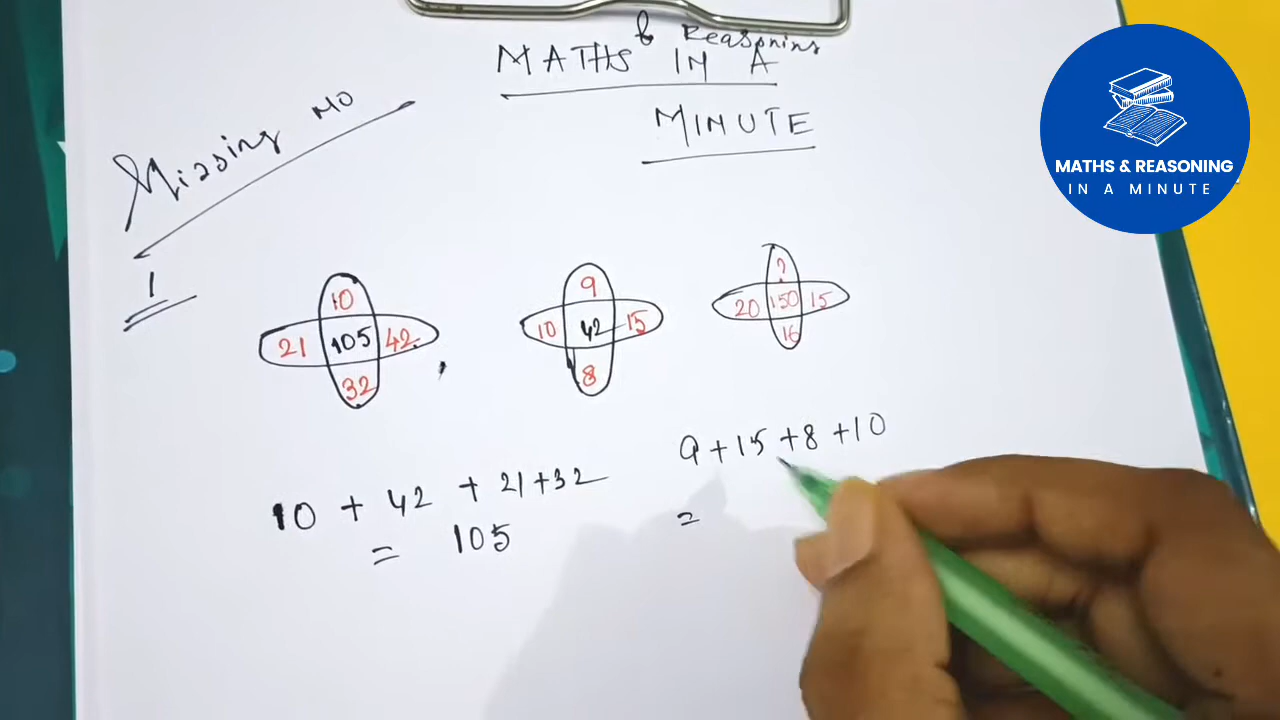 & Reasoning
MATHS IN A
MINUTE
Missing NO
1
MATHS & REASONING
IN A MINUTE
10
21 105 42
32
9
10 42 15
8
?
20 150 15
16
10 + 42 + 21 + 32
= 105
9 + 15 + 8 + 10
=